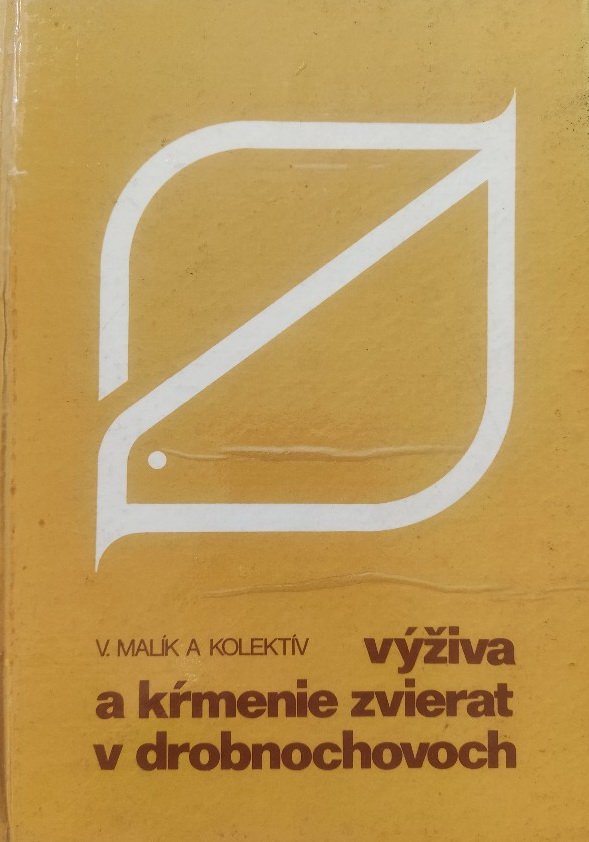 V. MALÍK A KOLEKTÍV výživa
a kŕmenie zvierat
v drobnochovoch